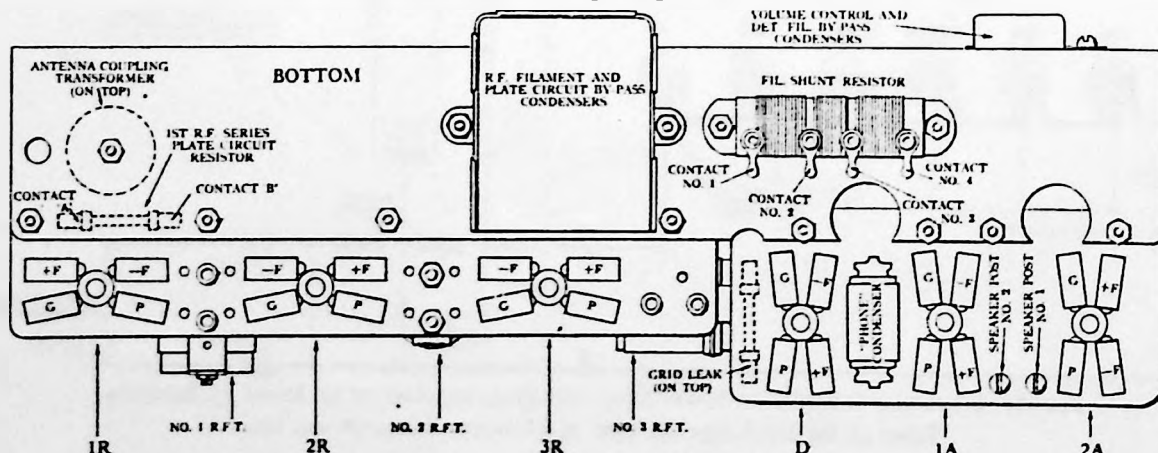 VOLUME CONTROL AND
DET. FIL. BY-PASS
CONDENSERS
ANTENNA COUPLING
TRANSFORMER
(ON TOP)
BOTTOM
R.F. FILAMENT AND
PLATE CIRCUIT BY-PASS
CONDENSERS
FIL. SHUNT RESISTOR
1ST R.F. SERIES
PLATE CIRCUIT
RESISTOR
CONTACT
"A"
CONTACT "B"
CONTACT
NO. 1
CONTACT
NO. 2
CONTACT
NO. 3
CONTACT
NO. 4
+F
-F
G
P
-F
+F
G
P
-F
+F
G
P
G
-F
P
+F
"PHONE"
CONDENSER
G
-F
P
+F
SPEAKER POST
NO. 2
SPEAKER POST
NO. 1
G
+F
P
-F
GRID LEAK
(ON TOP)
NO. 1 R.F.T.
NO. 2 R.F.T.
NO. 3 R.F.T.
1R
2R
3R
D
1A
2A